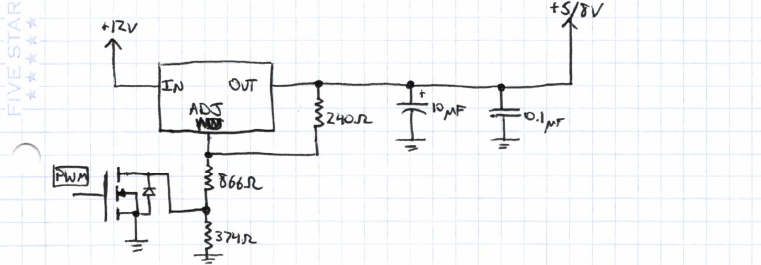 FIVE STAR
+12V
+5/8V
IN
OUT
ADJ
240Ω
+
10μF
0.1μF
866Ω
PWM
374Ω